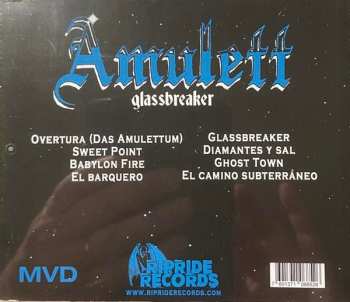 Amulett
glassbreaker
OVERTURA (DAS AMULETTUM)
SWEET POINT
BABYLON FIRE
EL BARQUERO
GLASSBREAKER
DIAMANTES Y SAL
GHOST TOWN
EL CAMINO SUBTERRÁNEO
MVD
RIPRIDE
RECORDS
WWW.RIPRIDERECORDS.COM